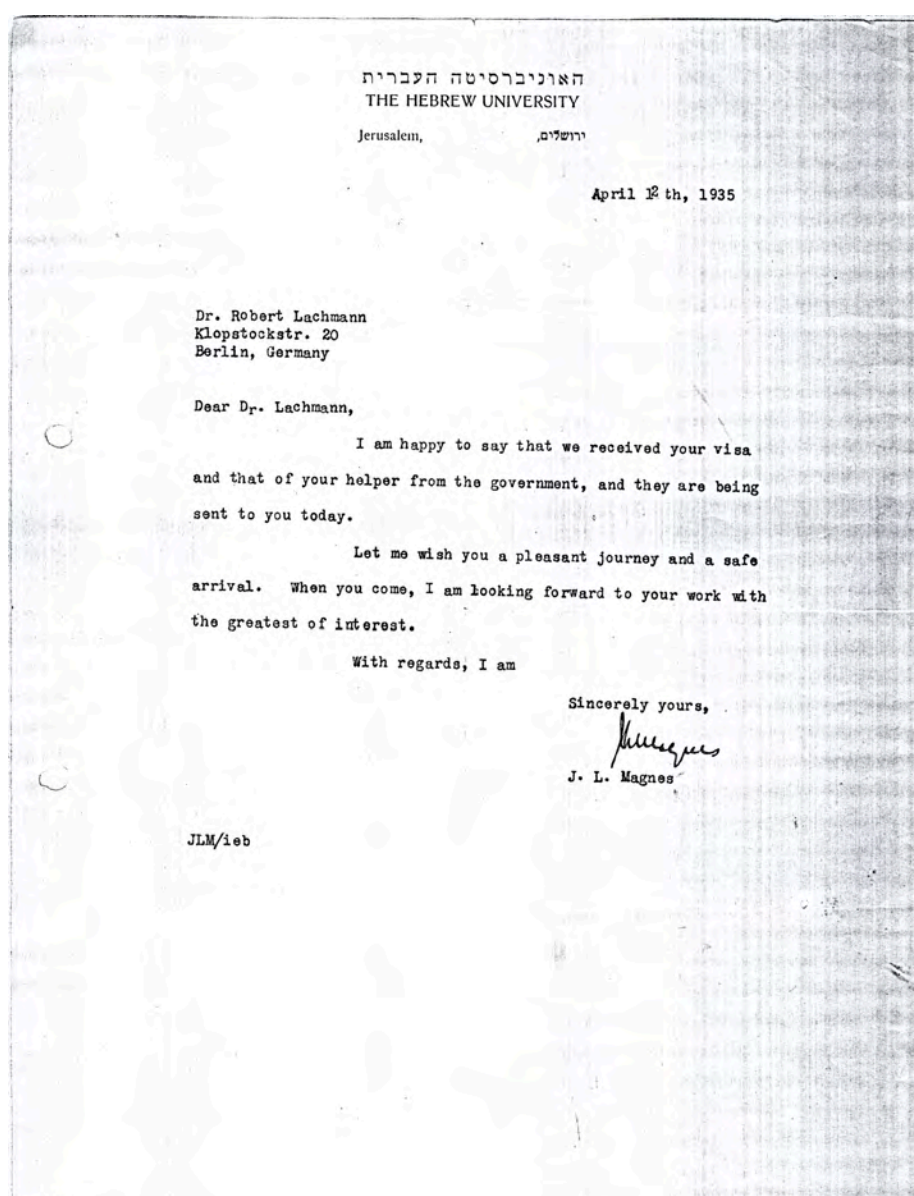 האוניברסיטה העברית
THE HEBREW UNIVERSITY
Jerusalem, ירושלים,
April 12th, 1935
Dr. Robert Lachmann
Klopstockstr. 20
Berlin, Germany
Dear Dr. Lachmann,
I am happy to say that we received your visa
and that of your helper from the government, and they are being
sent to you today.
Let me wish you a pleasant journey and a safe
arrival. When you come, I am looking forward to your work with
the greatest of interest.
With regards, I am
Sincerely yours,
JLMagnes
J. L. Magnes
JLM/ieb